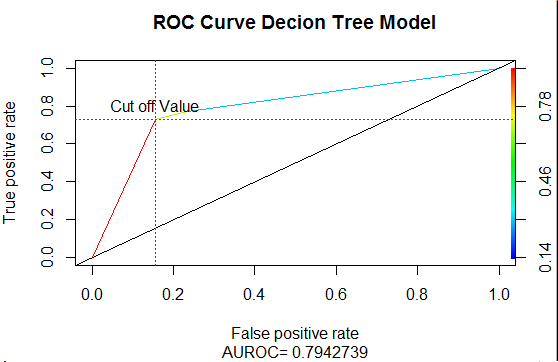 ROC Curve Decion Tree Model
True positive rate
1.0
0.8
0.6
0.4
0.2
0.0
Cut off Value
0.78
0.46
0.14
0.0 0.2 0.4 0.6 0.8 1.0
False positive rate
AUROC= 0.7942739